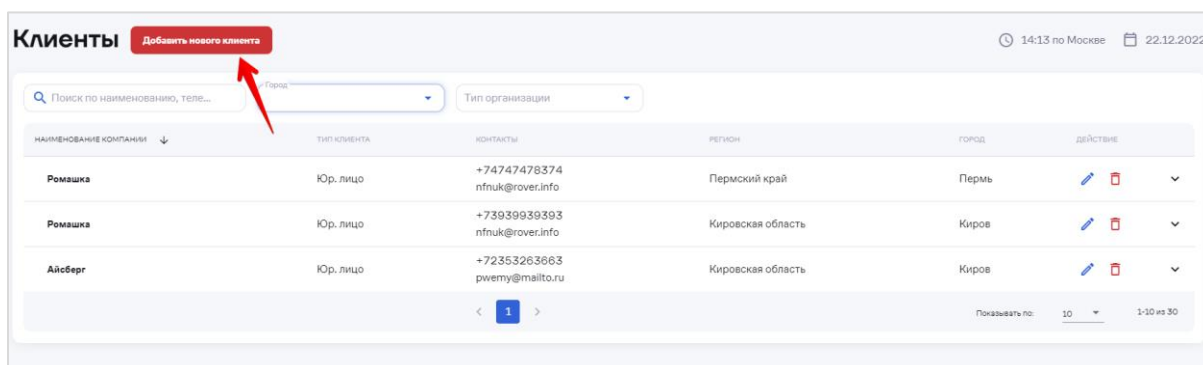 Клиенты Добавить нового клиента 14:13 по Москве 22.12.2022
Поиск по наименованию, теле... Город Тип организации
НАИМЕНОВАНИЕ КОМПАНИИ ТИП КЛИЕНТА КОНТАКТЫ РЕГИОН ГОРОД ДЕЙСТВИЕ
Ромашка Юр. лицо +74747478374 Пермский край Пермь
nfnuk@rover.info
Ромашка Юр. лицо +73939939393 Кировская область Киров
nfnuk@rover.info
Айсберг Юр. лицо +72353263663 Кировская область Киров
pwemy@mailto.ru
1 Показывать по: 10 1-10 из 30